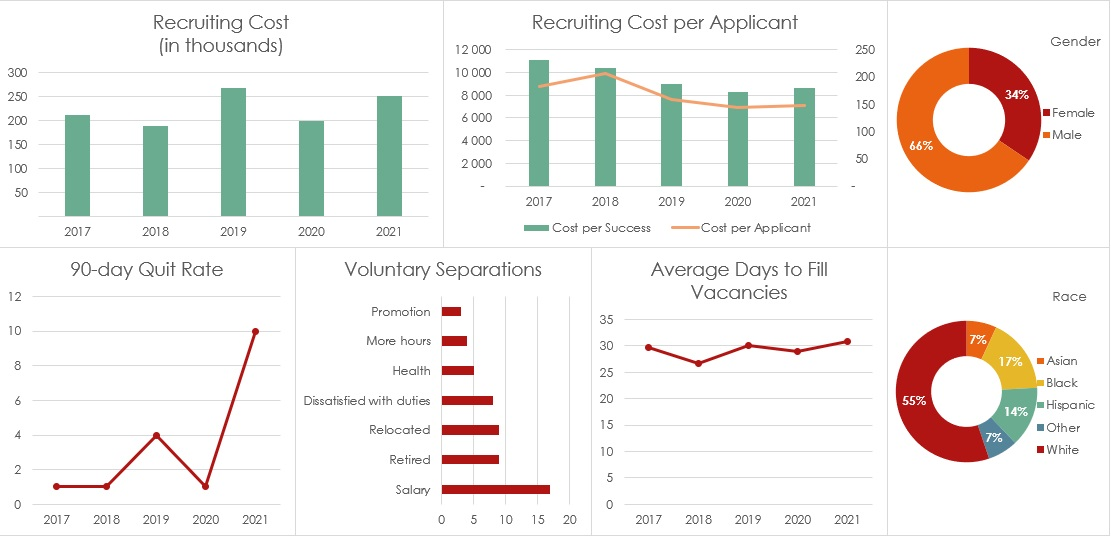 Recruiting Cost
(in thousands)
300
250
200
150
100
50
2017 2018 2019 2020 2021
Recruiting Cost per Applicant
12 000
10 000
8 000
6 000
4 000
2 000
-
250
200
150
100
50
-
2017 2018 2019 2020 2021
Cost per Success Cost per Applicant
Gender
34%
66%
Female
Male
90-day Quit Rate
12
10
8
6
4
2
0
2017 2018 2019 2020 2021
Voluntary Separations
Promotion
More hours
Health
Dissatisfied with duties
Relocated
Retired
Salary
0 5 10 15 20
Average Days to Fill
Vacancies
35
30
25
20
15
10
5
0
2017 2018 2019 2020 2021
Race
7%
17%
14%
7%
55%
Asian
Black
Hispanic
Other
White